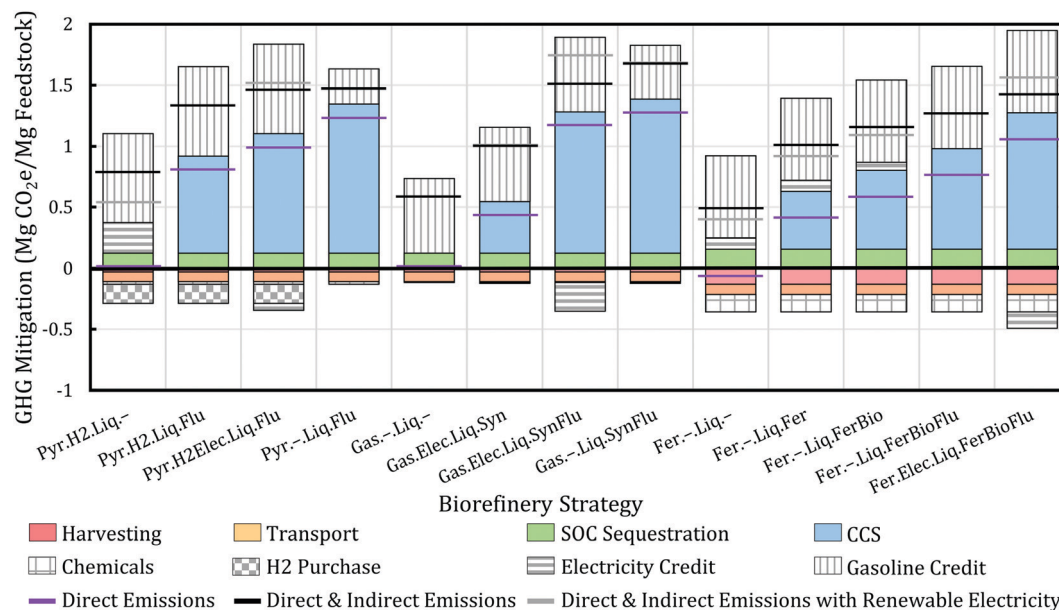 GHG Mitigation (Mg CO₂e/Mg Feedstock)
2
1.5
1
0.5
0
-0.5
-1
Pyr.H2.Liq.–
Pyr.H2.Liq.Flu
Pyr.H2Elec.Liq.Flu
Pyr.–.Liq.Flu
Gas.–.Liq.–
Gas.Elec.Liq.Syn
Gas.Elec.Liq.SynFlu
Gas.–.Liq.SynFlu
Fer.–.Liq.–
Fer.–.Liq.Fer
Fer.–.Liq.FerBio
Fer.–.Liq.FerBioFlu
Fer.Elec.Liq.FerBioFlu
Biorefinery Strategy
Harvesting Transport SOC Sequestration CCS
Chemicals H2 Purchase Electricity Credit Gasoline Credit
Direct Emissions Direct & Indirect Emissions Direct & Indirect Emissions with Renewable Electricity